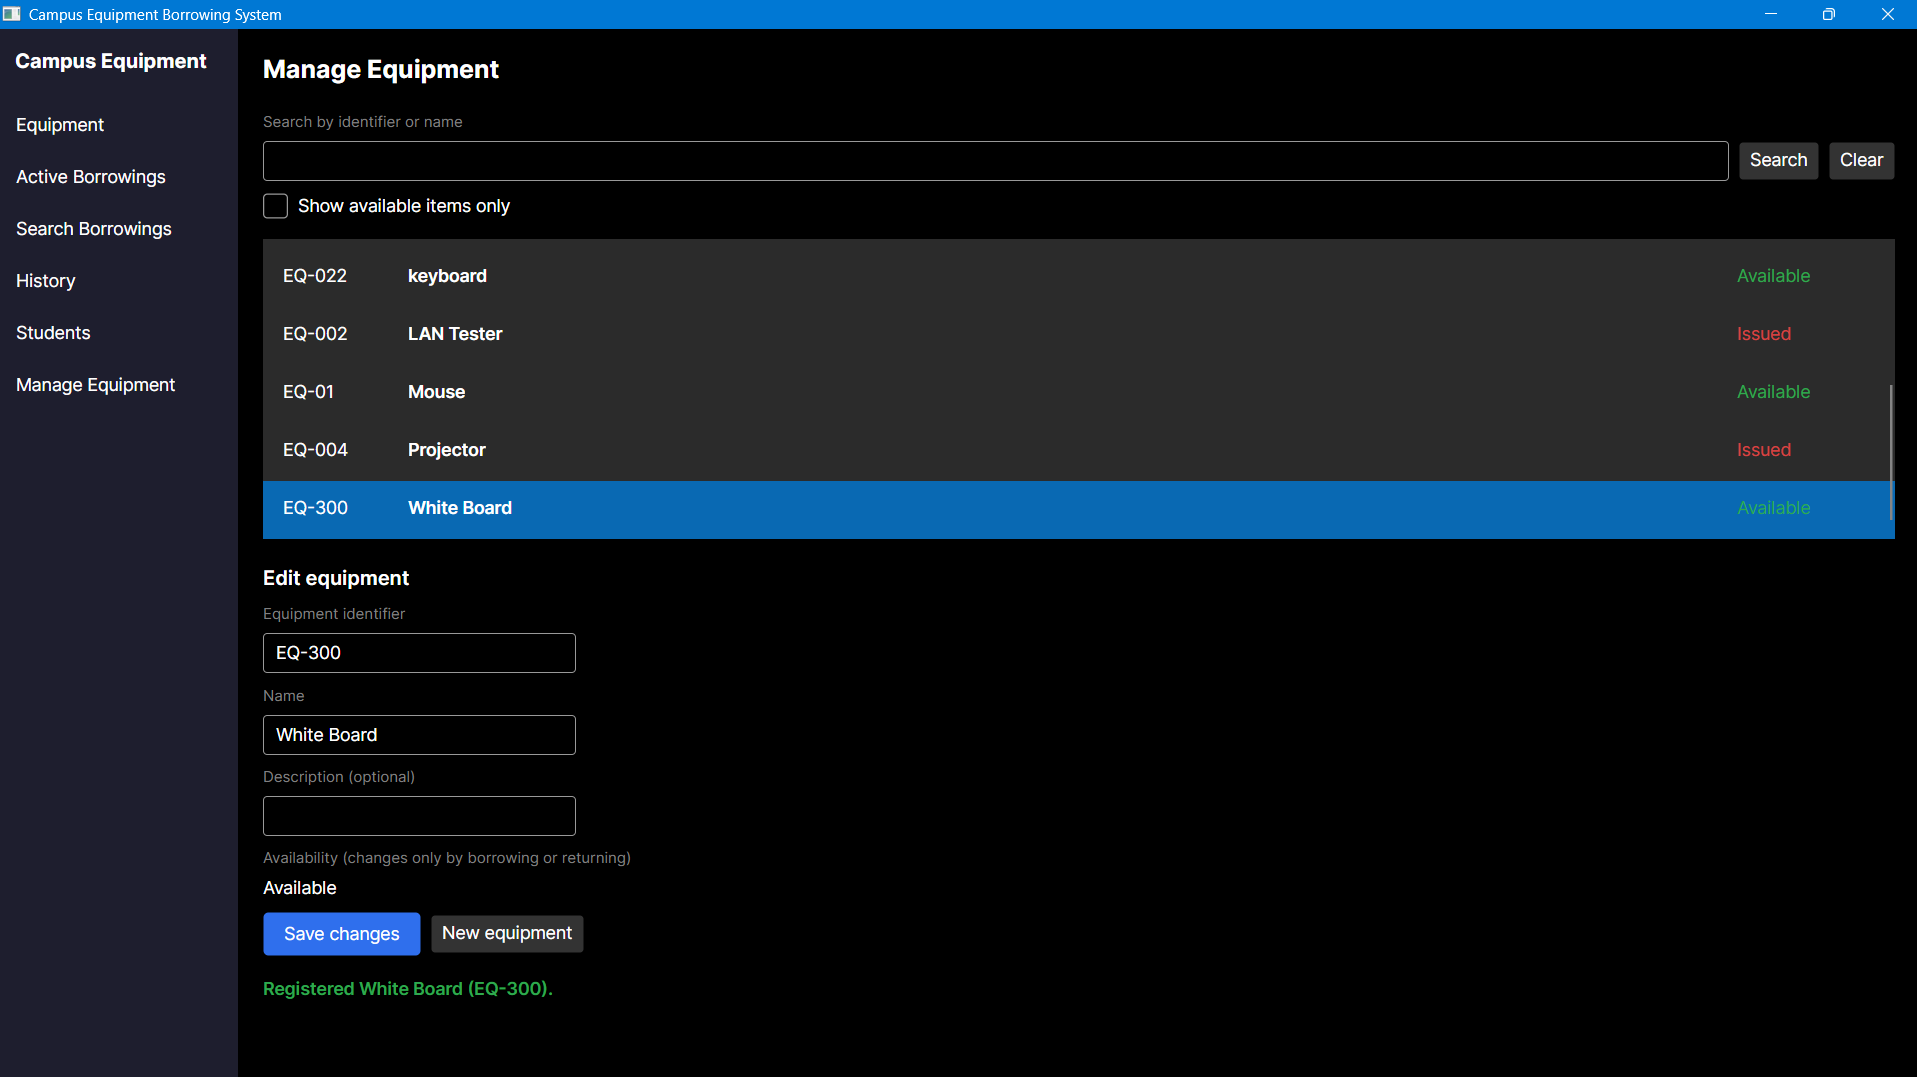 Campus Equipment Borrowing System
Campus Equipment
Equipment
Active Borrowings
Search Borrowings
History
Students
Manage Equipment
Manage Equipment
Search by identifier or name
Search
Clear
Show available items only
EQ-022 keyboard Available
EQ-002 LAN Tester Issued
EQ-01 Mouse Available
EQ-004 Projector Issued
EQ-300 White Board Available
Edit equipment
Equipment identifier
EQ-300
Name
White Board
Description (optional)
Availability (changes only by borrowing or returning)
Available
Save changes
New equipment
Registered White Board (EQ-300).